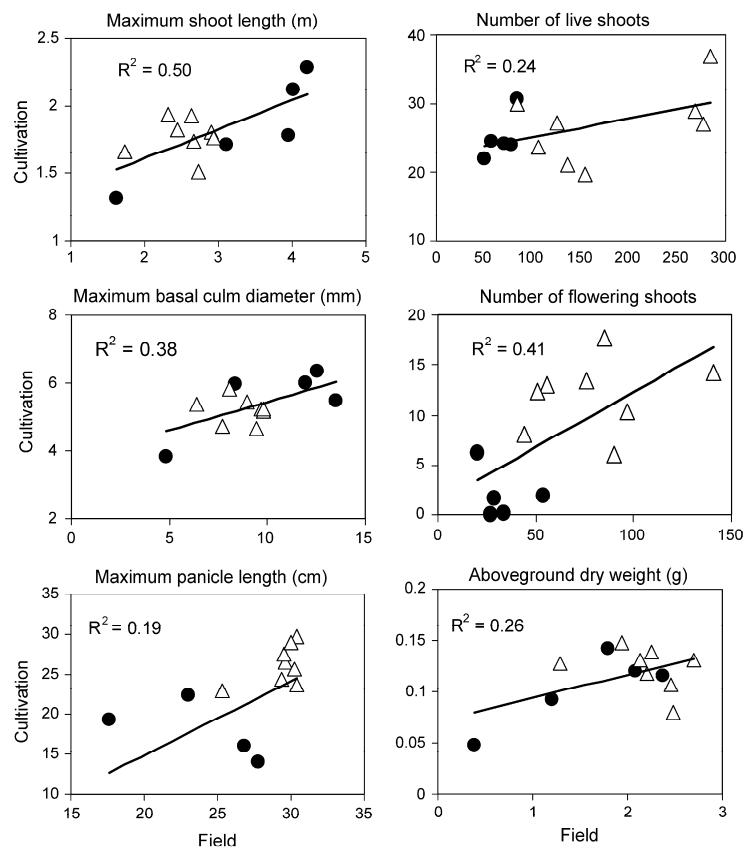 Maximum shoot length (m)
R² = 0.50
2.5
2
1.5
1
Cultivation
1 2 3 4 5
Number of live shoots
R² = 0.24
40
30
20
10
0 50 100 150 200 250 300
Maximum basal culm diameter (mm)
R² = 0.38
8
6
4
2
Cultivation
0 5 10 15
Number of flowering shoots
R² = 0.41
20
15
10
5
0
0 50 100 150
Maximum panicle length (cm)
R² = 0.19
35
30
25
20
15
10
Cultivation
15 20 25 30 35
Field
Aboveground dry weight (g)
R² = 0.26
0.2
0.15
0.1
0.05
0
0 1 2 3
Field